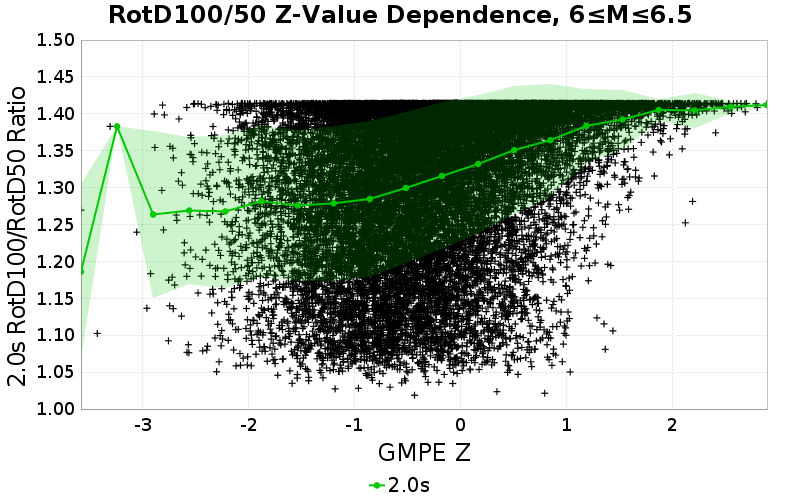 RotD100/50 Z-Value Dependence, 6≤M≤6.5
2.0s RotD100/RotD50 Ratio
1.50
1.45
1.40
1.35
1.30
1.25
1.20
1.15
1.10
1.05
1.00
-3 -2 -1 0 1 2
GMPE Z
2.0s